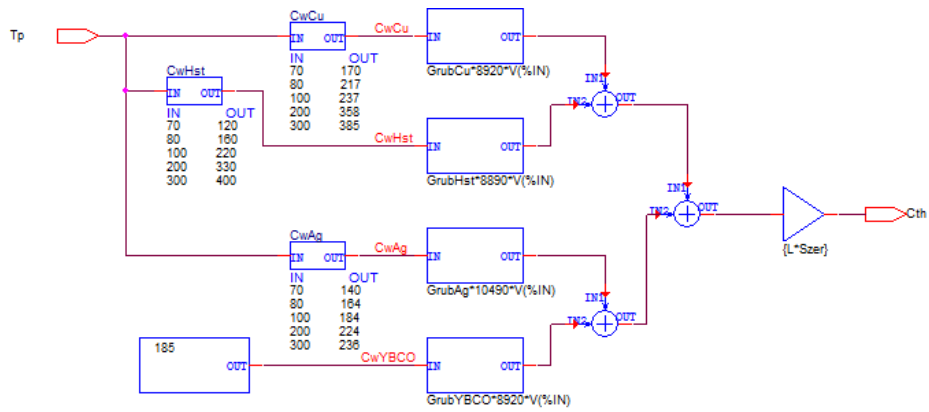 Tp
CwCu
IN OUT
CwCu
IN OUT
GrubCu*8920*V(%IN)
IN OUT
70 170
80 217
100 237
200 358
300 385
CwHst
IN OUT
IN OUT
70 120
80 160
100 220
200 330
300 400
CwHst
IN OUT
GrubHst*8890*V(%IN)
IN1
IN2
OUT
IN1
IN2
OUT
{L*Szer}
Cth
CwAg
IN OUT
CwAg
IN OUT
GrubAg*10490*V(%IN)
IN OUT
70 140
80 164
100 184
200 224
300 236
IN1
IN2
OUT
185
OUT
CwYBCO
IN OUT
GrubYBCO*8920*V(%IN)